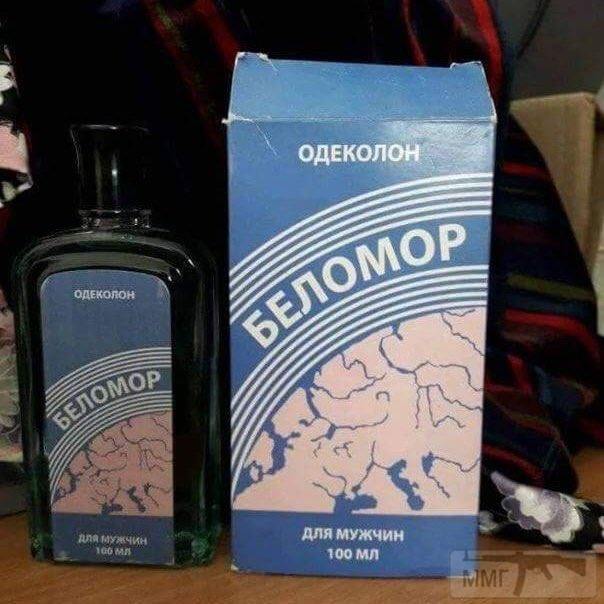 ОДЕКОЛОН
БЕЛОМОР
ДЛЯ МУЖЧИН
100 МЛ
ОДЕКОЛОН
БЕЛОМОР
ДЛЯ МУЖЧИН
100 МЛ
ММГ